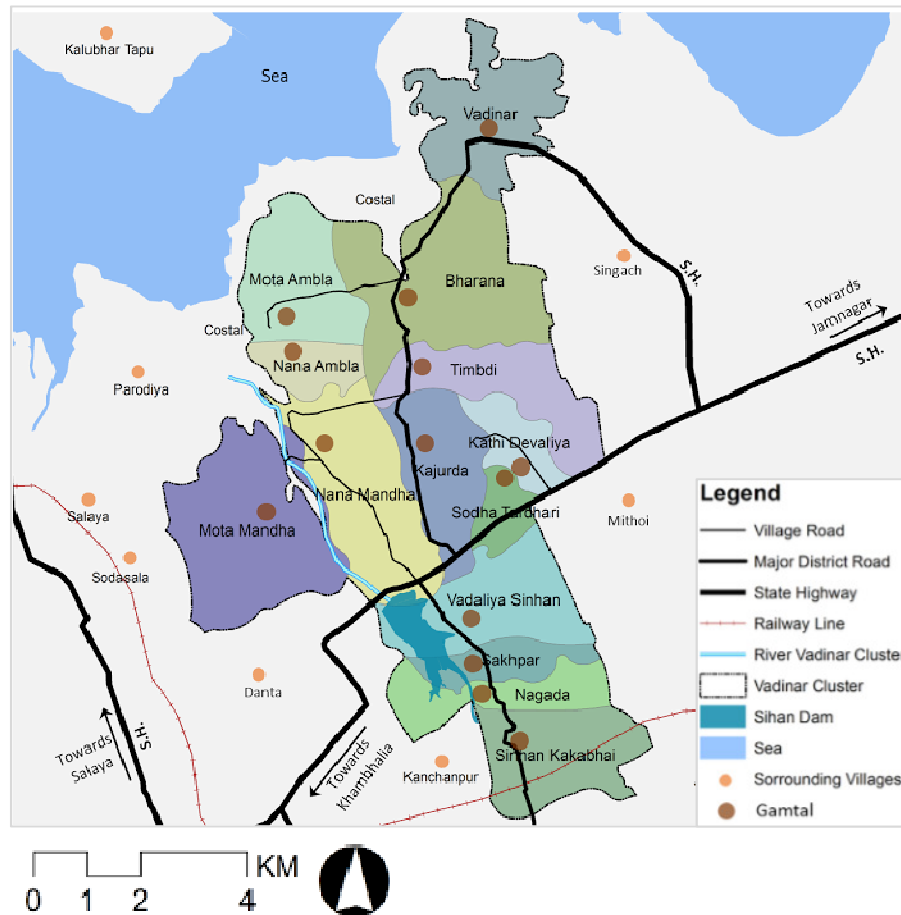 Kalubhar Tapu
Sea
Vadinar
Costal
Singach
S.H.
Mota Ambla
Bharana
Towards
Jamnagar
Costal
S.H.
Nana Ambla
Timbdi
Parodiya
Kathi Devaliya
Kajurda
Nana Mandha
Salaya
Mota Mandha
Sodha Tardhari
Mithoi
Sodasala
Vadaliya Sinhan
Sakhpar
Danta
Nagada
S.H.
Towards
Salaya
Towards
Khambhalia
Kanchanpur
Sinhan Kakabhai
Legend
Village Road
Major District Road
State Highway
Railway Line
River Vadinar Cluster
Vadinar Cluster
Sihan Dam
Sea
Sorrounding Villages
Gamtal
KM
0 1 2 4